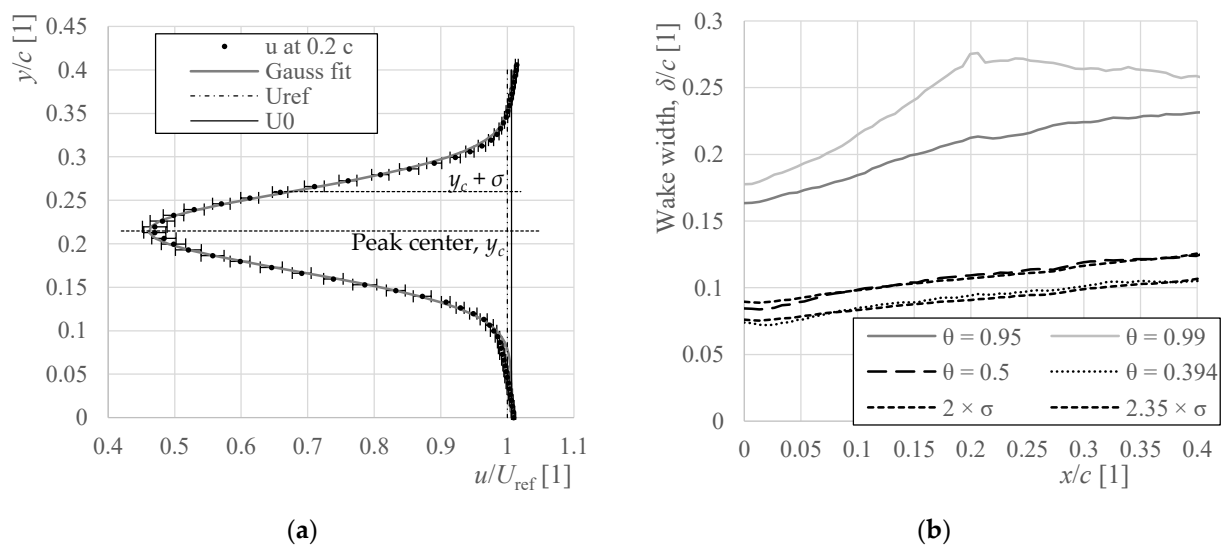 y/c [1]
0.45
0.4
0.35
0.3
0.25
0.2
0.15
0.1
0.05
0
u at 0.2 c
Gauss fit
Uref
U0
y_c + σ
Peak center, y_c
0.4
0.5
0.6
0.7
0.8
0.9
1
1.1
u/U_ref [1]
(a)
Wake width, δ/c [1]
0.3
0.25
0.2
0.15
0.1
0.05
0
θ = 0.95
θ = 0.99
θ = 0.5
θ = 0.394
2 × σ
2.35 × σ
0
0.05
0.1
0.15
0.2
0.25
0.3
0.35
0.4
x/c [1]
(b)